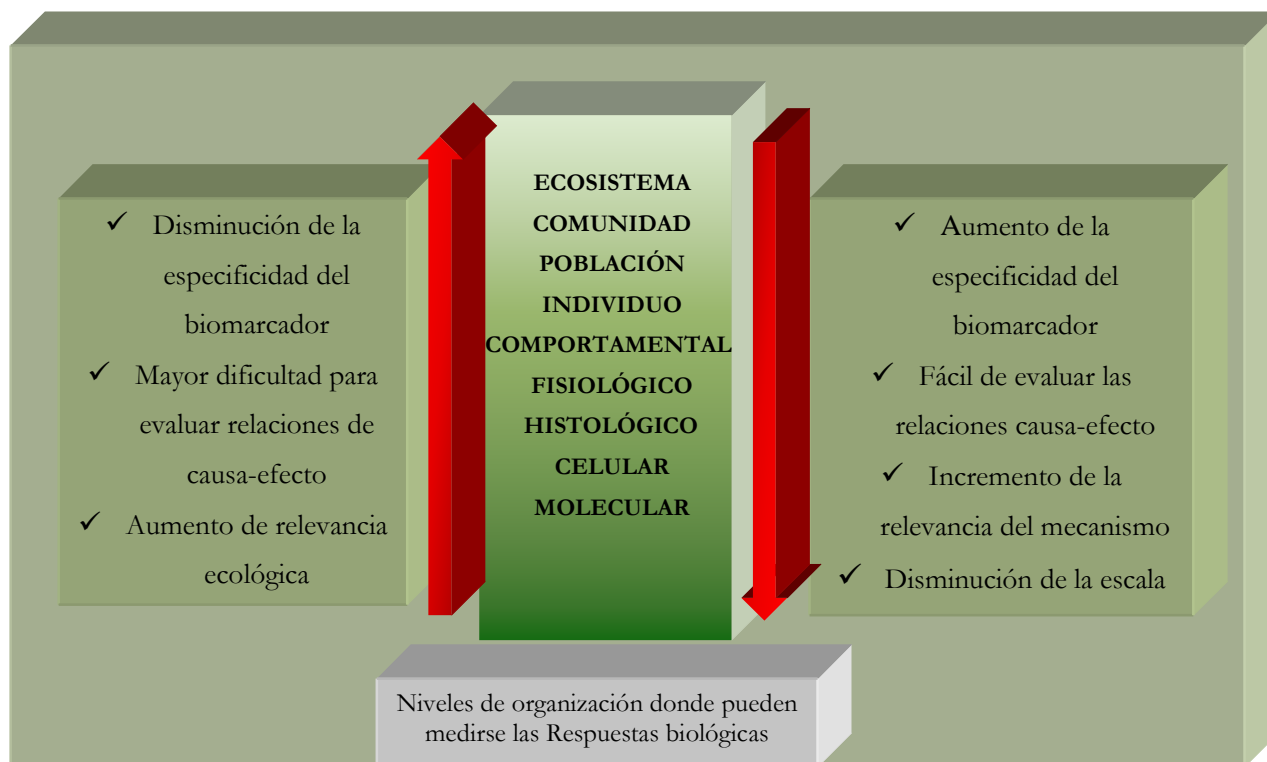 ✓ Disminución de la
especificidad del
biomarcador
✓ Mayor dificultad para
evaluar relaciones de
causa-efecto
✓ Aumento de relevancia
ecológica
ECOSISTEMA
COMUNIDAD
POBLACIÓN
INDIVIDUO
COMPORTAMENTAL
FISIOLÓGICO
HISTOLÓGICO
CELULAR
MOLECULAR
✓ Aumento de la
especificidad del
biomarcador
✓ Fácil de evaluar las
relaciones causa-efecto
✓ Incremento de la
relevancia del mecanismo
✓ Disminución de la escala
Niveles de organización donde pueden
medirse las Respuestas biológicas